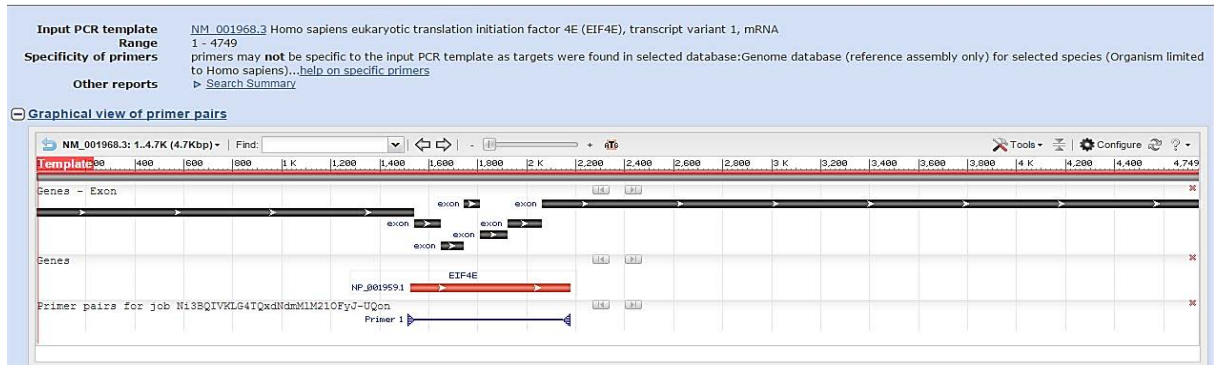 Input PCR template NM_001968.3 Homo sapiens eukaryotic translation initiation factor 4E (EIF4E), transcript variant 1, mRNA
Range 1 - 4749
Specificity of primers primers may not be specific to the input PCR template as targets were found in selected database:Genome database (reference assembly only) for selected species (Organism limited
to Homo sapiens)...help on specific primers
Other reports Search Summary
Graphical view of primer pairs
NM_001968.3: 1..4.7K (4.7Kbp) Find: - + ATG Tools Configure ?
Template 400 600 800 1 K 1,200 1,400 1,600 1,800 2 K 2,200 2,400 2,600 2,800 3 K 3,200 3,400 3,600 3,800 4 K 4,200 4,400 4,749
Genes - Exon
exon exon
exon exon
exon
exon
Genes
EIF4E
NP_001959.1
Primer pairs for job
Primer 1